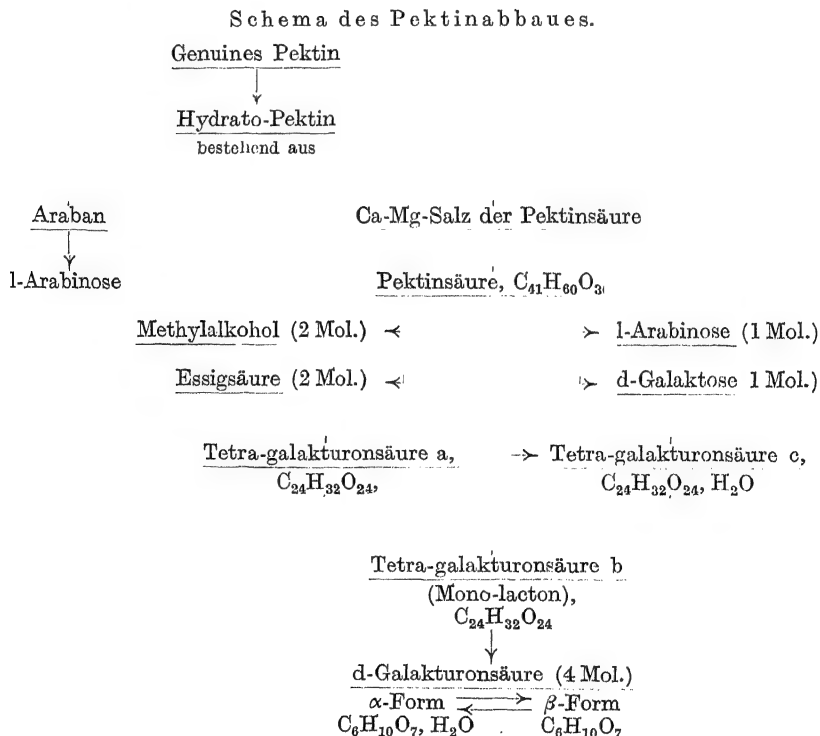 Schema des Pektinabbaues.
Genuines Pektin
Hydrato-Pektin
bestehend aus
Araban
Ca-Mg-Salz der Pektinsäure
l-Arabinose
Pektinsäure,
Methylalkohol (2 Mol.)
l-Arabinose (1 Mol.)
Essigsäure (2 Mol.)
d-Galaktose 1 Mol.)
Tetra-galakturonsäure a, → Tetra-galakturonsäure c,
C₂₄H₃₂O₂₄, C₂₄H₃₂O₂₄, H₂O
Tetra-galakturonsäure b
(Mono-lacton),
C₂₄H₃₂O₂₄
d-Galakturonsäure (4 Mol.)
α-Form β-Form
C₆H₁₀O₇, H₂O C₆H₁₀O₇